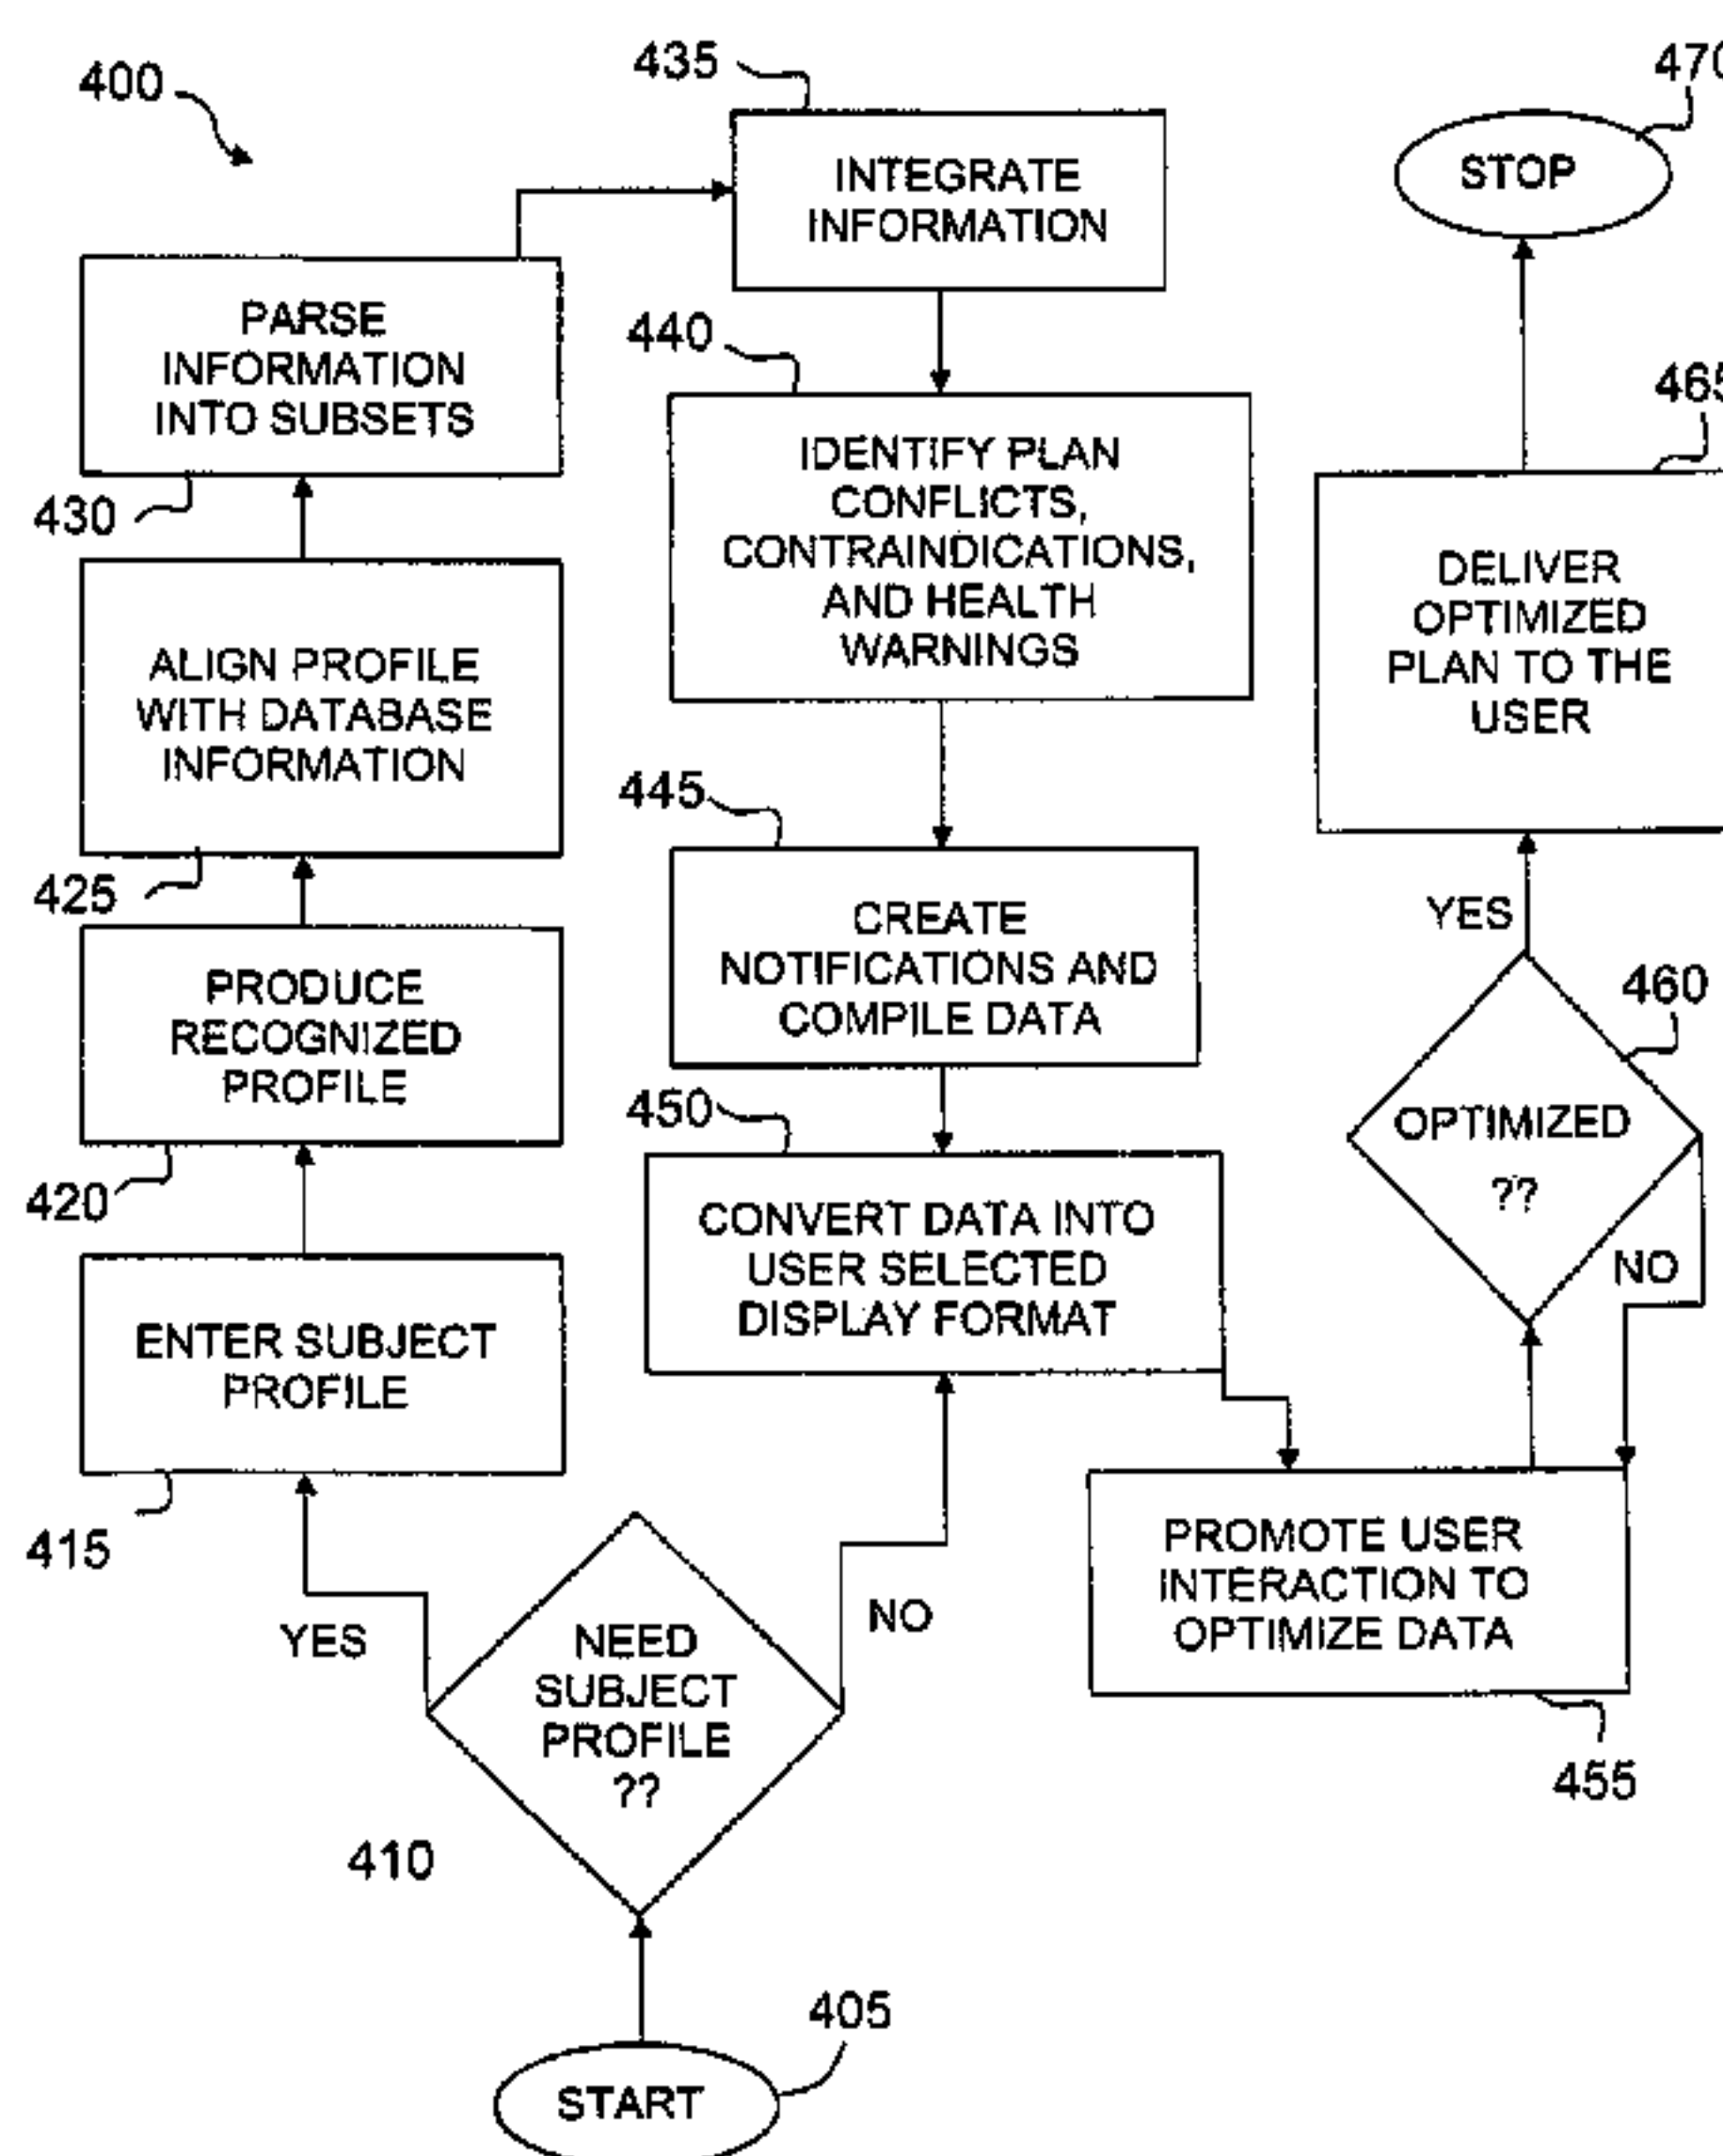 400
435
470
INTEGRATE
INFORMATION
STOP
PARSE
INFORMATION
INTO SUBSETS
430
440
IDENTIFY PLAN
CONFLICTS,
CONTRAINDICATIONS,
AND HEALTH
WARNINGS
465
DELIVER
OPTIMIZED
PLAN TO THE
USER
ALIGN PROFILE
WITH DATABASE
INFORMATION
425
445
CREATE
NOTIFICATIONS AND
COMPILE DATA
YES
460
OPTIMIZED
??
NO
PRODUCE
RECOGNIZED
PROFILE
420
450
CONVERT DATA INTO
USER SELECTED
DISPLAY FORMAT
ENTER SUBJECT
PROFILE
415
YES
NEED
SUBJECT
PROFILE
??
NO
410
PROMOTE USER
INTERACTION TO
OPTIMIZE DATA
455
405
START